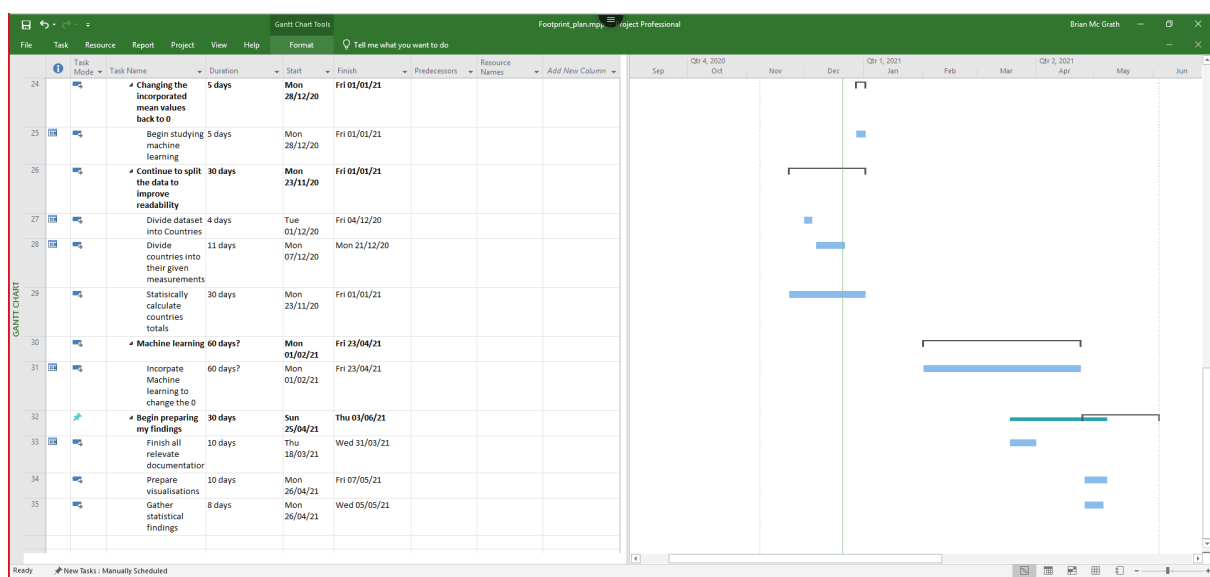 Gantt Chart Tools
Footprint_plan.mpp
roject Professional
Brian Mc Grath
File Task Resource Report Project View Help Format Tell me what you want to do
Task Mode Task Name Duration Start Finish Predecessors Resource Names Add New Column
Qtr 4, 2020 Qtr 1, 2021 Qtr 2, 2021
Sep Oct Nov Dec Jan Feb Mar Apr May Jun
24 Changing the 5 days Mon Fri 01/01/21
incorporated 28/12/20
mean values
back to 0
25 Begin studying 5 days Mon Fri 01/01/21
machine 28/12/20
learning
26 Continue to split 30 days Mon Fri 01/01/21
the data to 23/11/20
improve
readability
27 Divide dataset 4 days Tue Fri 04/12/20
into Countries 01/12/20
28 Divide 11 days Mon Mon 21/12/20
countries into 07/12/20
their given
measurements
29 Statisically 30 days Mon Fri 01/01/21
calculate 23/11/20
countries
totals
30 Machine learning 60 days? Mon Fri 23/04/21
01/02/21
31 Incorpate 60 days? Mon Fri 23/04/21
Machine 01/02/21
learning to
change the 0
32 Begin preparing 30 days Sun Thu 03/06/21
my findings 25/04/21
33 Finish all 10 days Thu Wed 31/03/21
relevate 18/03/21
documentatior
34 Prepare 10 days Mon Fri 07/05/21
visualisations 26/04/21
35 Gather 8 days Mon Wed 05/05/21
statistical 26/04/21
findings
GANTT CHART
Ready New Tasks : Manually Scheduled